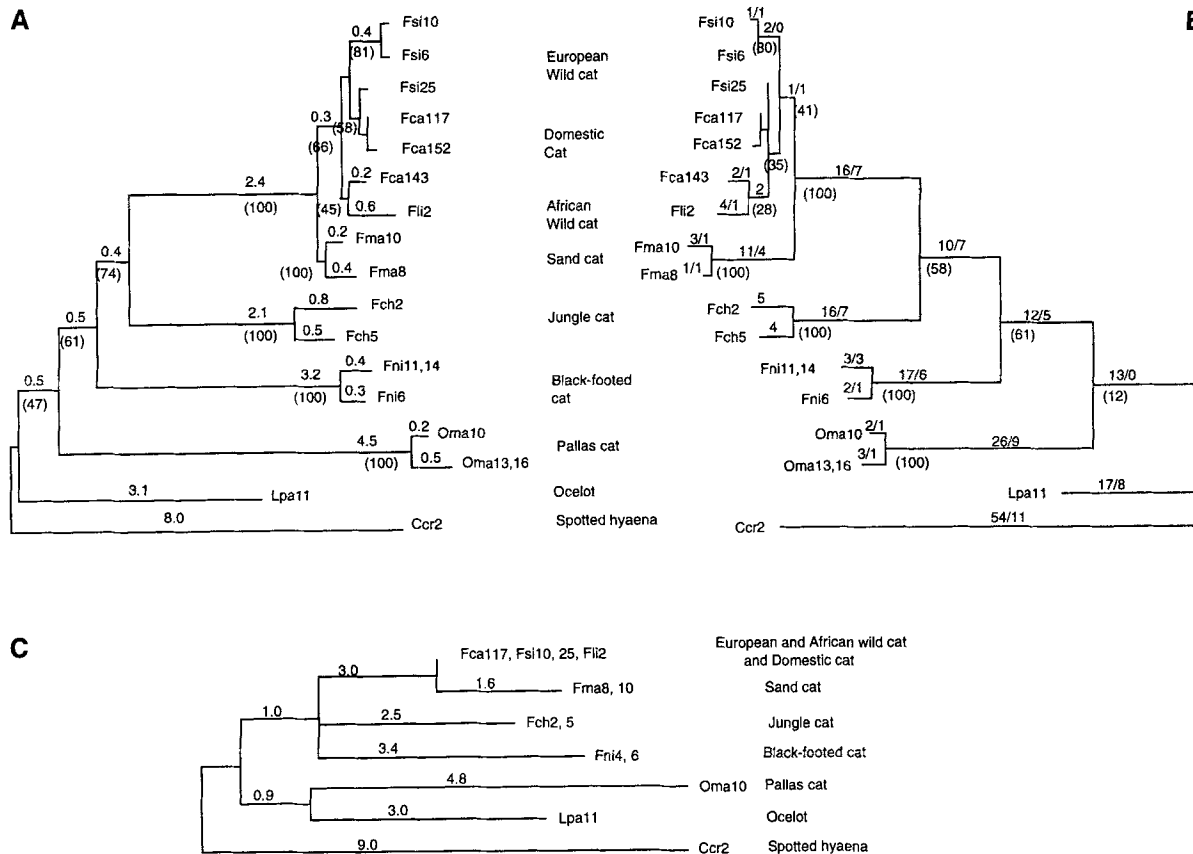 A
0.4
(81)
Fsi10
Fsi6
Fsi25
(58)
Fca117
Fca152
0.3
(66)
2.4
(100)
(45)
0.2
Fca143
0.6
Fli2
0.2
Fma10
(100)
0.4
Fma8
0.4
(74)
0.8
Fch2
2.1
(100)
0.5
Fch5
0.5
(61)
0.4
Fni11,14
3.2
(100)
0.3
Fni6
0.5
(47)
0.2
Oma10
4.5
(100)
0.5
Oma13,16
3.1
Lpa11
8.0
Ccr2
European
Wild cat
Domestic
Cat
African
Wild cat
Sand cat
Jungle cat
Black-footed
cat
Pallas cat
Ocelot
Spotted hyaena
1/1
Fsi10
2/0
(80)
Fsi6
Fsi25
1/1
(41)
Fca117
Fca152
(35)
Fca143
2/1
2
(28)
Fli2
4/1
16/7
(100)
Fma10
3/1
11/4
(100)
Fma8
1/1
10/7
(58)
Fch2
5
16/7
(100)
Fch5
4
12/5
(61)
Fni11,14
3/3
17/6
(100)
Fni6
2/1
13/0
(12)
Oma10
2/1
26/9
(100)
Oma13,16
3/1
Lpa11
17/8
Ccr2
54/11
C
Fca117, Fsi10, 25, Fli2
European and African wild cat
and Domestic cat
3.0
1.6
Fma8, 10
Sand cat
1.0
2.5
Fch2, 5
Jungle cat
3.4
Fni4, 6
Black-footed cat
4.8
Oma10
Pallas cat
0.9
3.0
Lpa11
Ocelot
9.0
Ccr2
Spotted hyaena